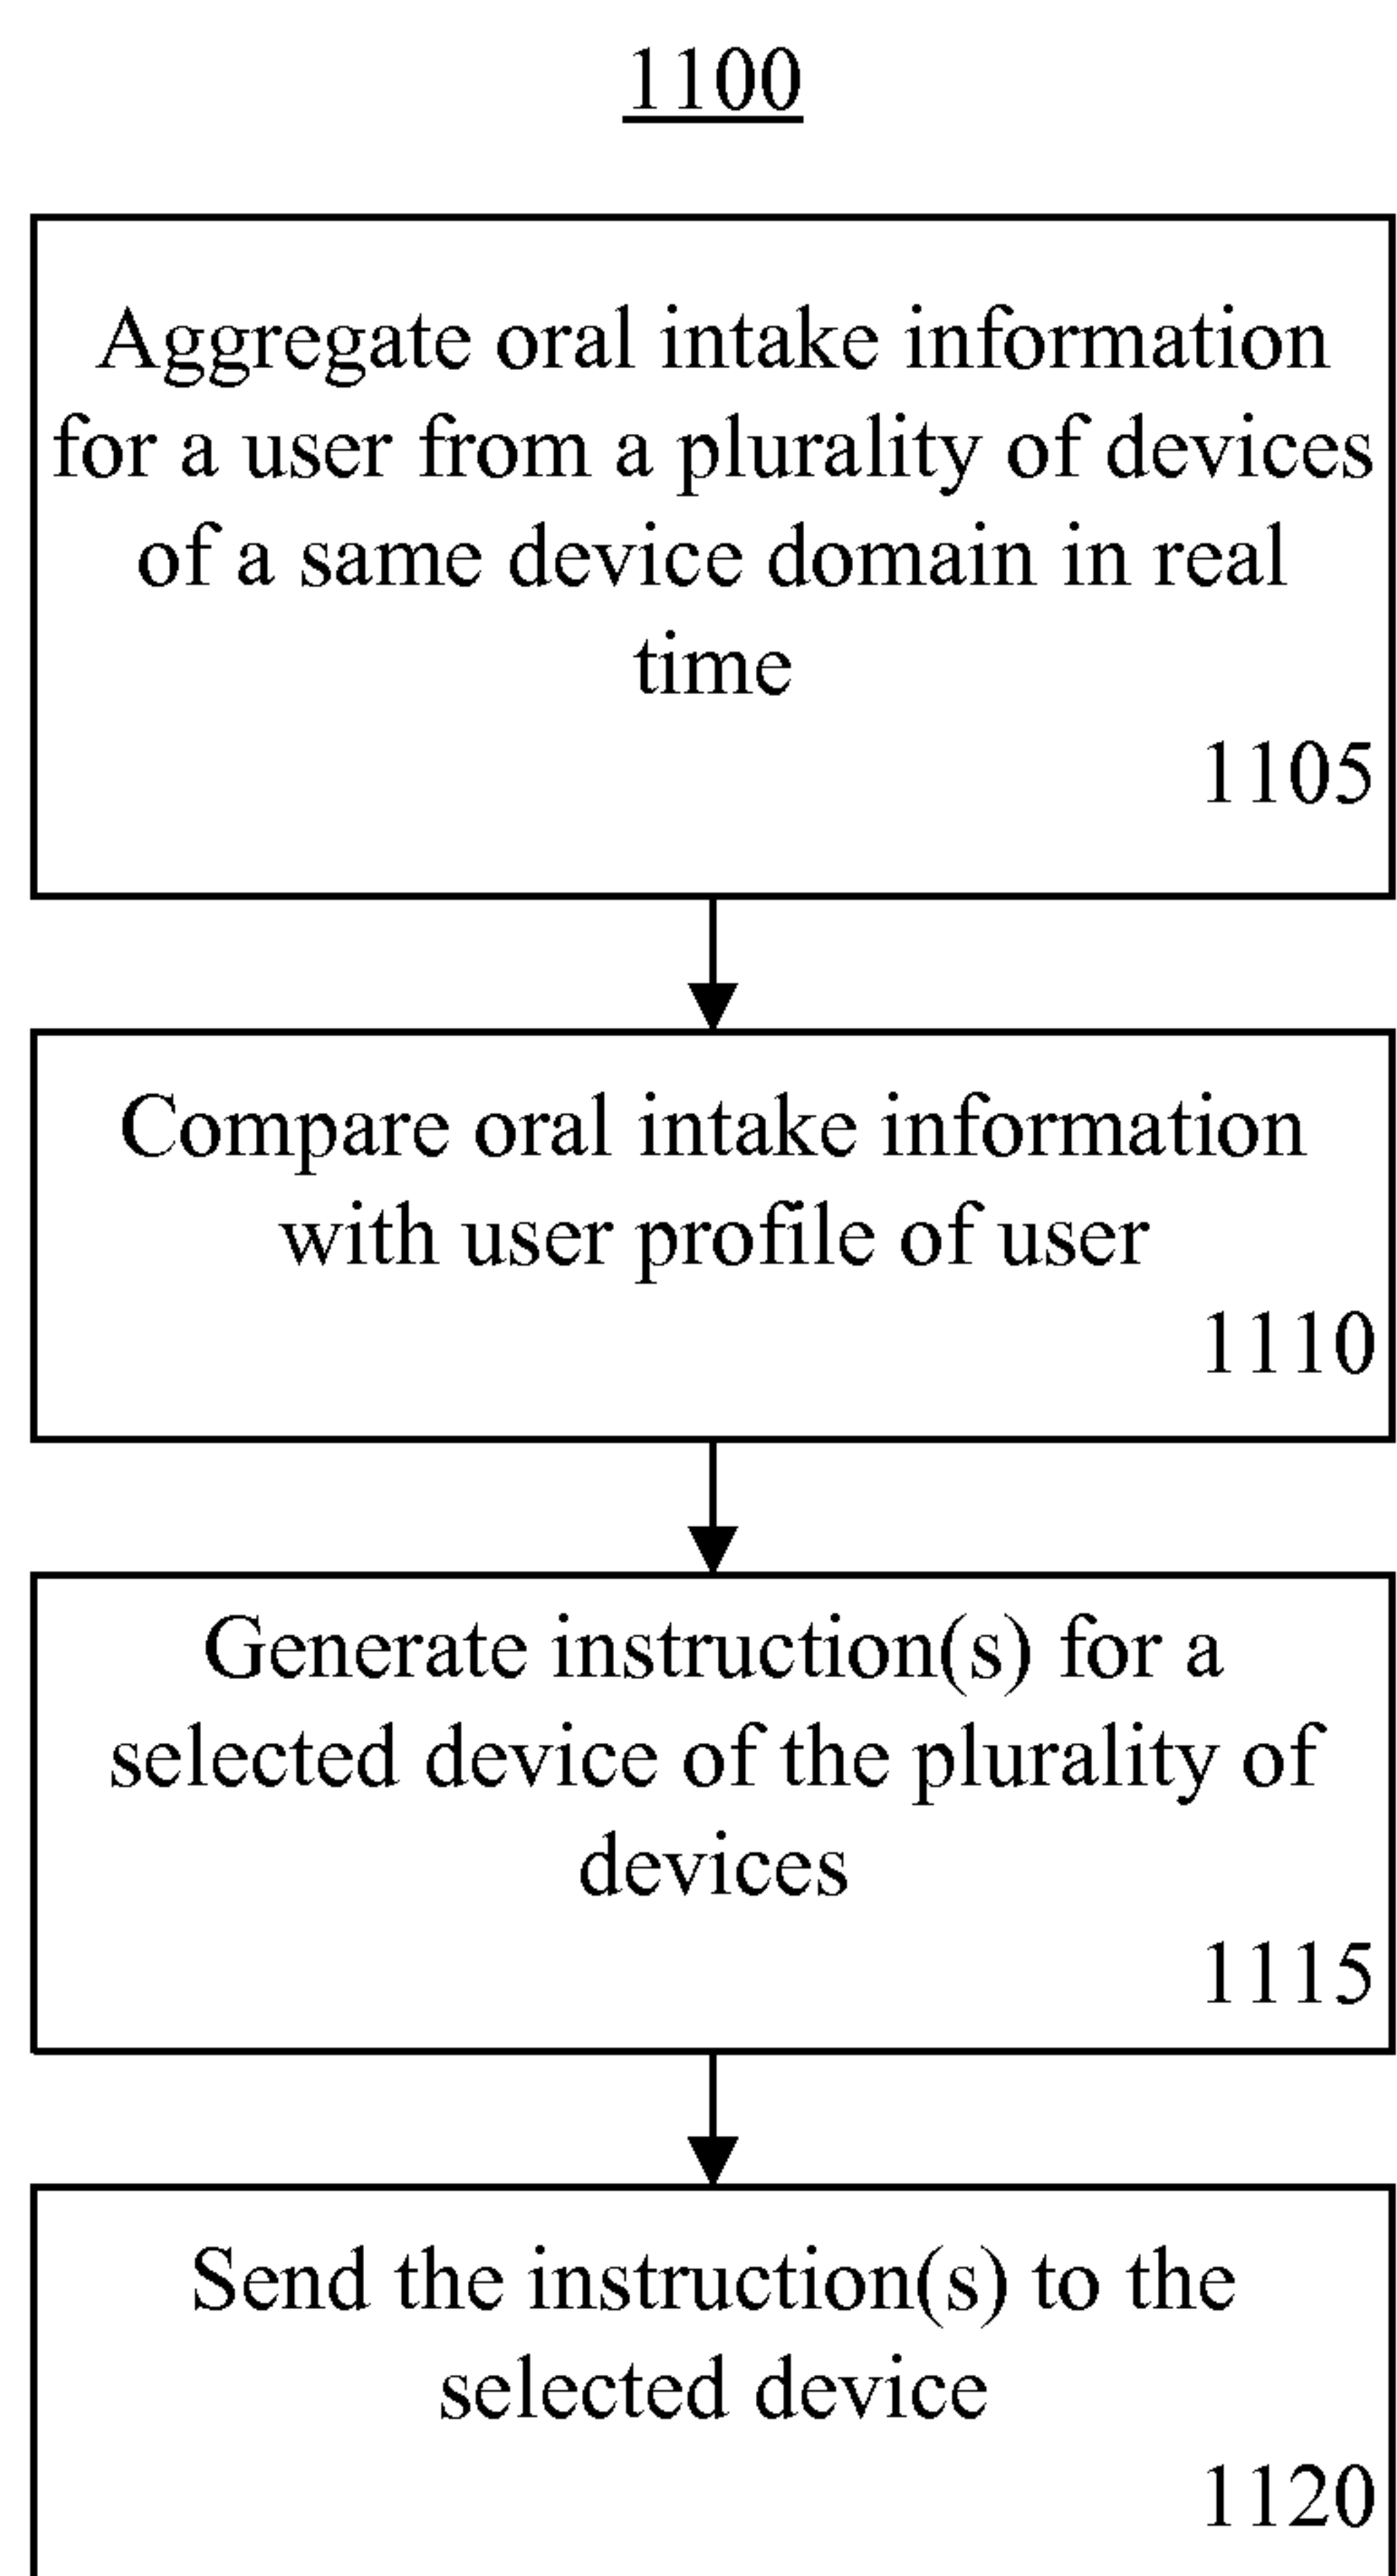 1100
Aggregate oral intake information
for a user from a plurality of devices
of a same device domain in real
time
1105
Compare oral intake information
with user profile of user
1110
Generate instruction(s) for a
selected device of the plurality of
devices
1115
Send the instruction(s) to the
selected device
1120